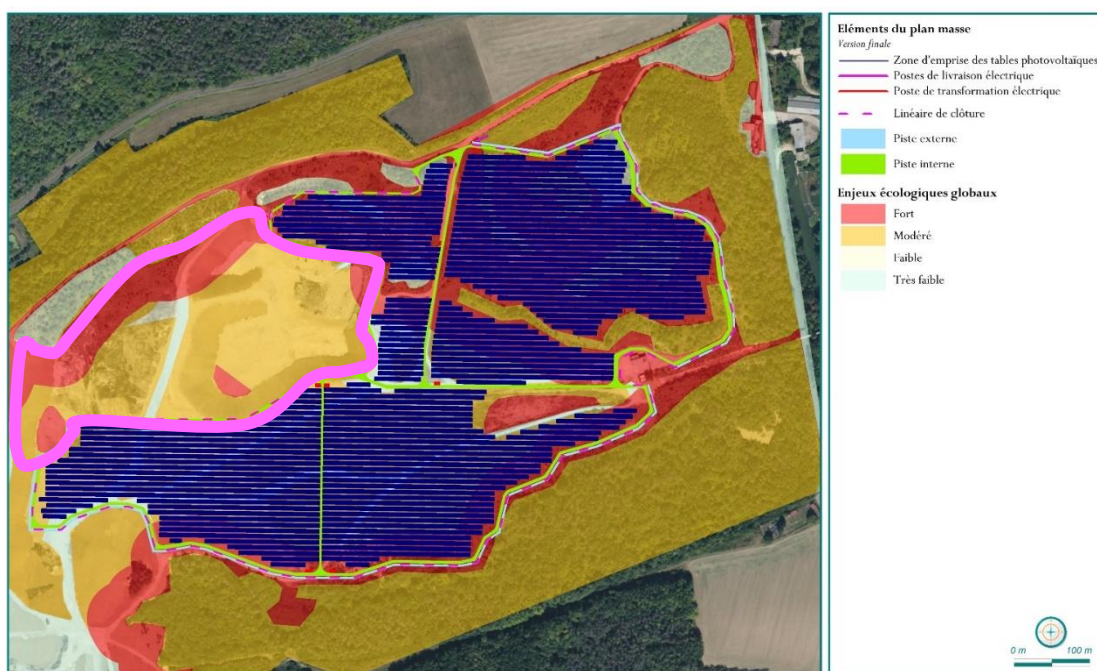 Eléments du plan masse
Version finale
Zone d'emprise des tables photovoltaïques
Postes de livraison électrique
Poste de transformation électrique
Linéaire de clôture
Piste externe
Piste interne
Enjeux écologiques globaux
Fort
Modéré
Faible
Très faible
0 m 100 m